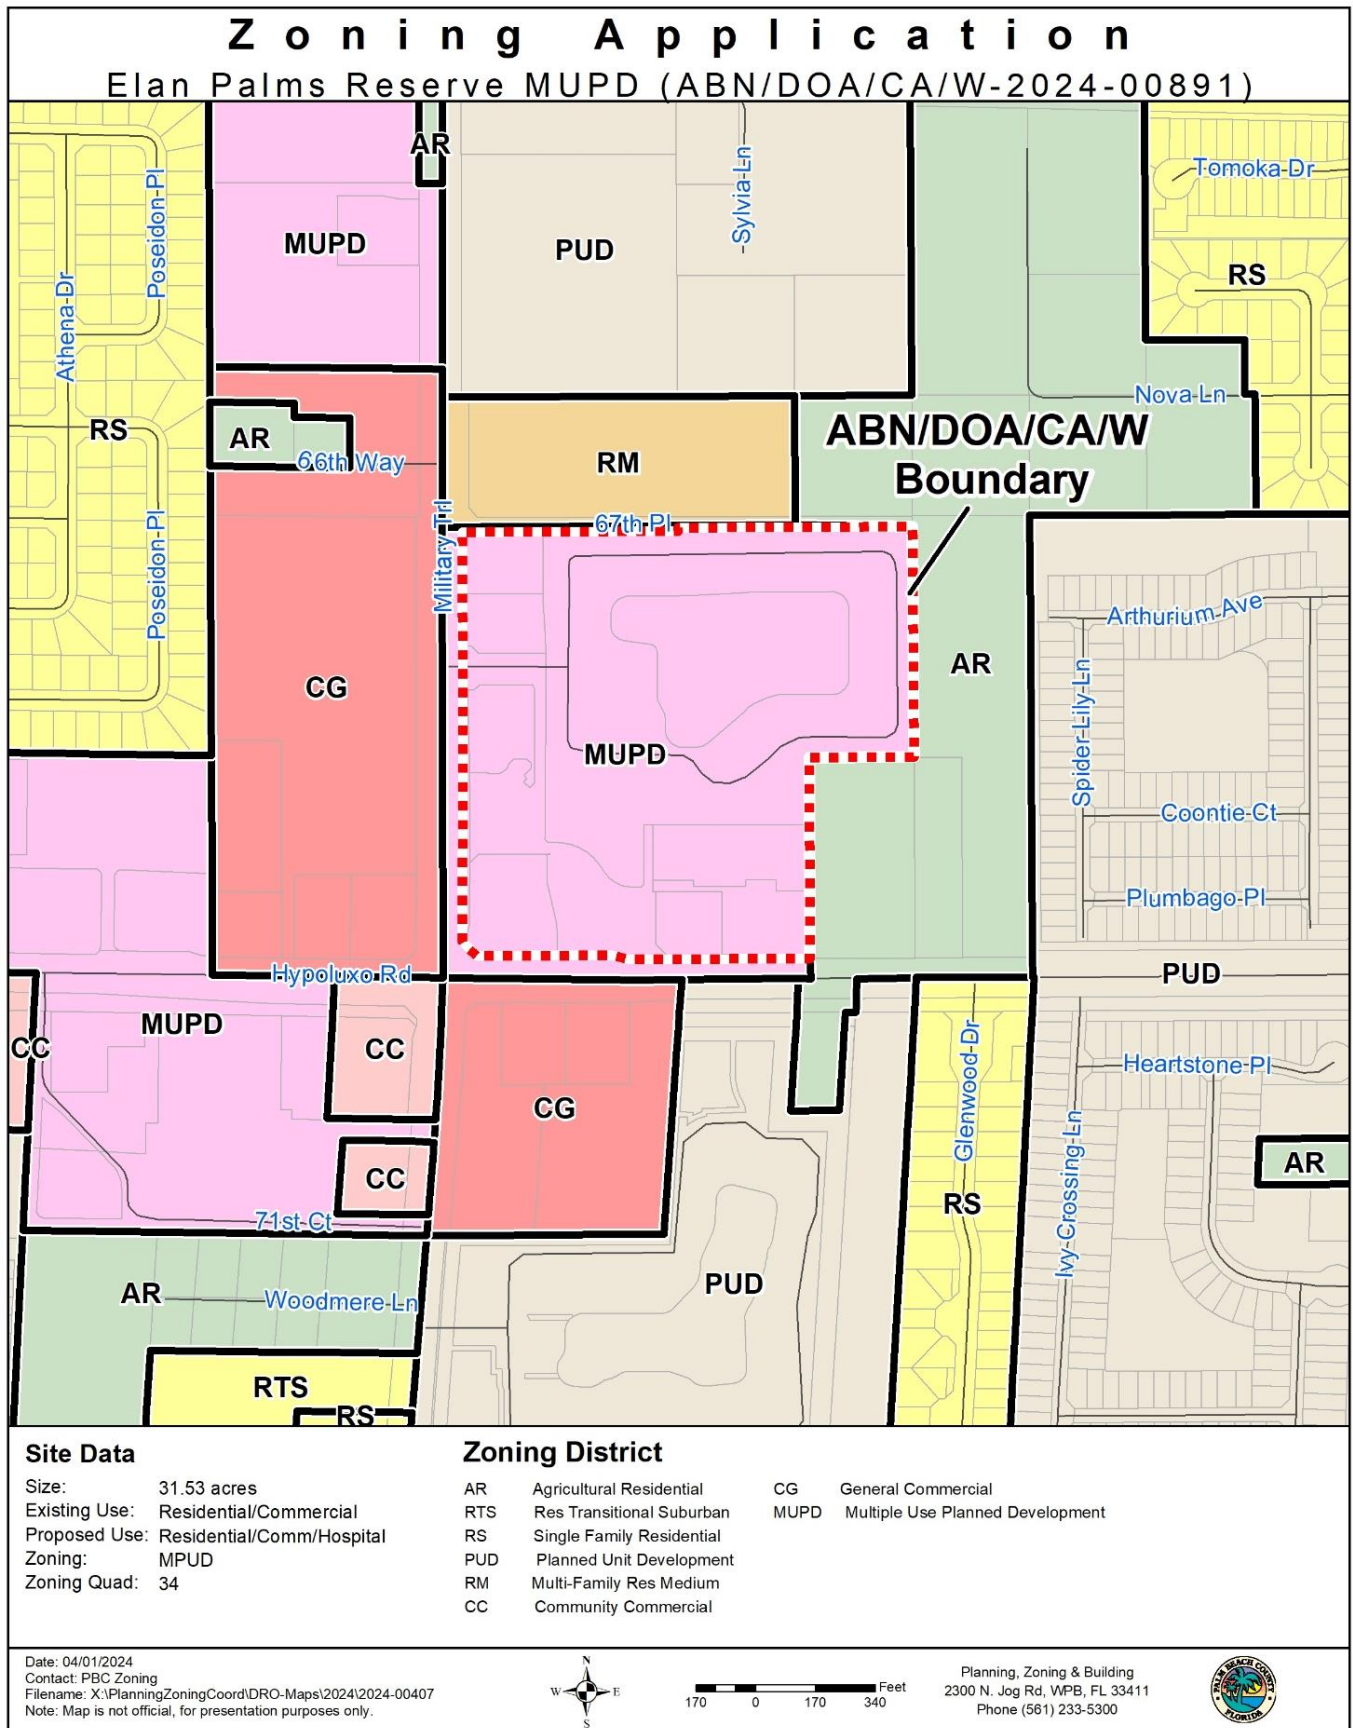 Zoning Application
Elan Palms Reserve MUPD (ABN/DOA/CA/W-2024-00891)
AR
Sylvia Ln
Tomoka Dr
Poseidon Pl
MUPD
PUD
RS
Athena Dr
Nova Ln
RS
AR
ABN/DOA/CA/W
Boundary
66th Way
RM
Military Trl
67th Pl
Poseidon Pl
Arthurium Ave
CG
AR
Spider Lily Ln
MUPD
Coontie Ct
Plumbago Pl
Hypoluxo Rd
PUD
MUPD
CC
CC
Glenwood Dr
Heartstone Pl
CG
Ivy Crossing Ln
AR
CC
RS
71st Ct
AR
Woodmere Ln
PUD
RTS
RS
Site Data
Size: 31.53 acres
Existing Use: Residential/Commercial
Proposed Use: Residential/Comm/Hospital
Zoning: MPUD
Zoning Quad: 34
Zoning District
AR Agricultural Residential
RTS Res Transitional Suburban
RS Single Family Residential
PUD Planned Unit Development
RM Multi-Family Res Medium
CC Community Commercial
CG General Commercial
MUPD Multiple Use Planned Development
Date: 04/01/2024
Contact: PBC Zoning
Filename: X:\PlanningZoningCoord\DRO-Maps\2024\2024-00407
Note: Map is not official, for presentation purposes only.
N
W E
S
Feet
170 0 170 340
Planning, Zoning & Building
2300 N. Jog Rd, WPB, FL 33411
Phone (561) 233-5300
PALM BEACH COUNTY
FLORIDA